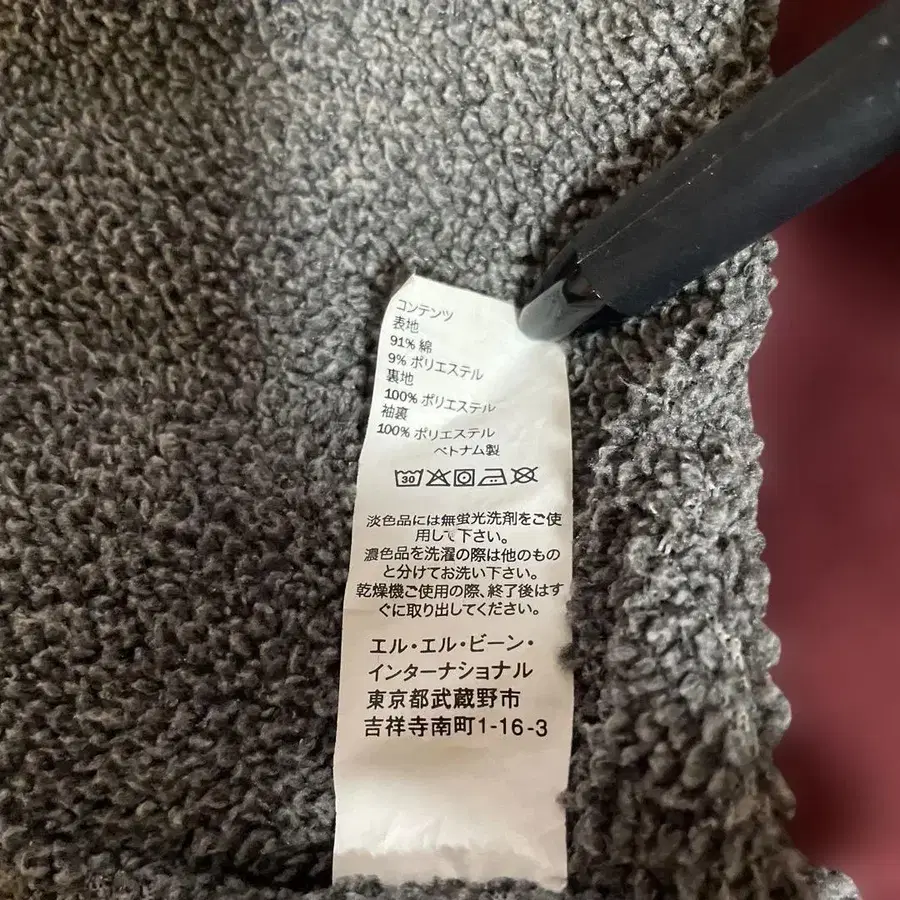 コンテンツ
表地
91% 綿
9% ポリエステル
裏地
100% ポリエステル
袖裏
100% ポリエステル
ベトナム製
30
淡色品には無蛍光洗剤をご使
用して下さい。
濃色品を洗濯の際は他のもの
と分けてお洗い下さい。
乾燥機ご使用の際、終了後はす
ぐに取り出してください。
エル・エル・ビーン・
インターナショナル
東京都武蔵野市
吉祥寺南町1-16-3